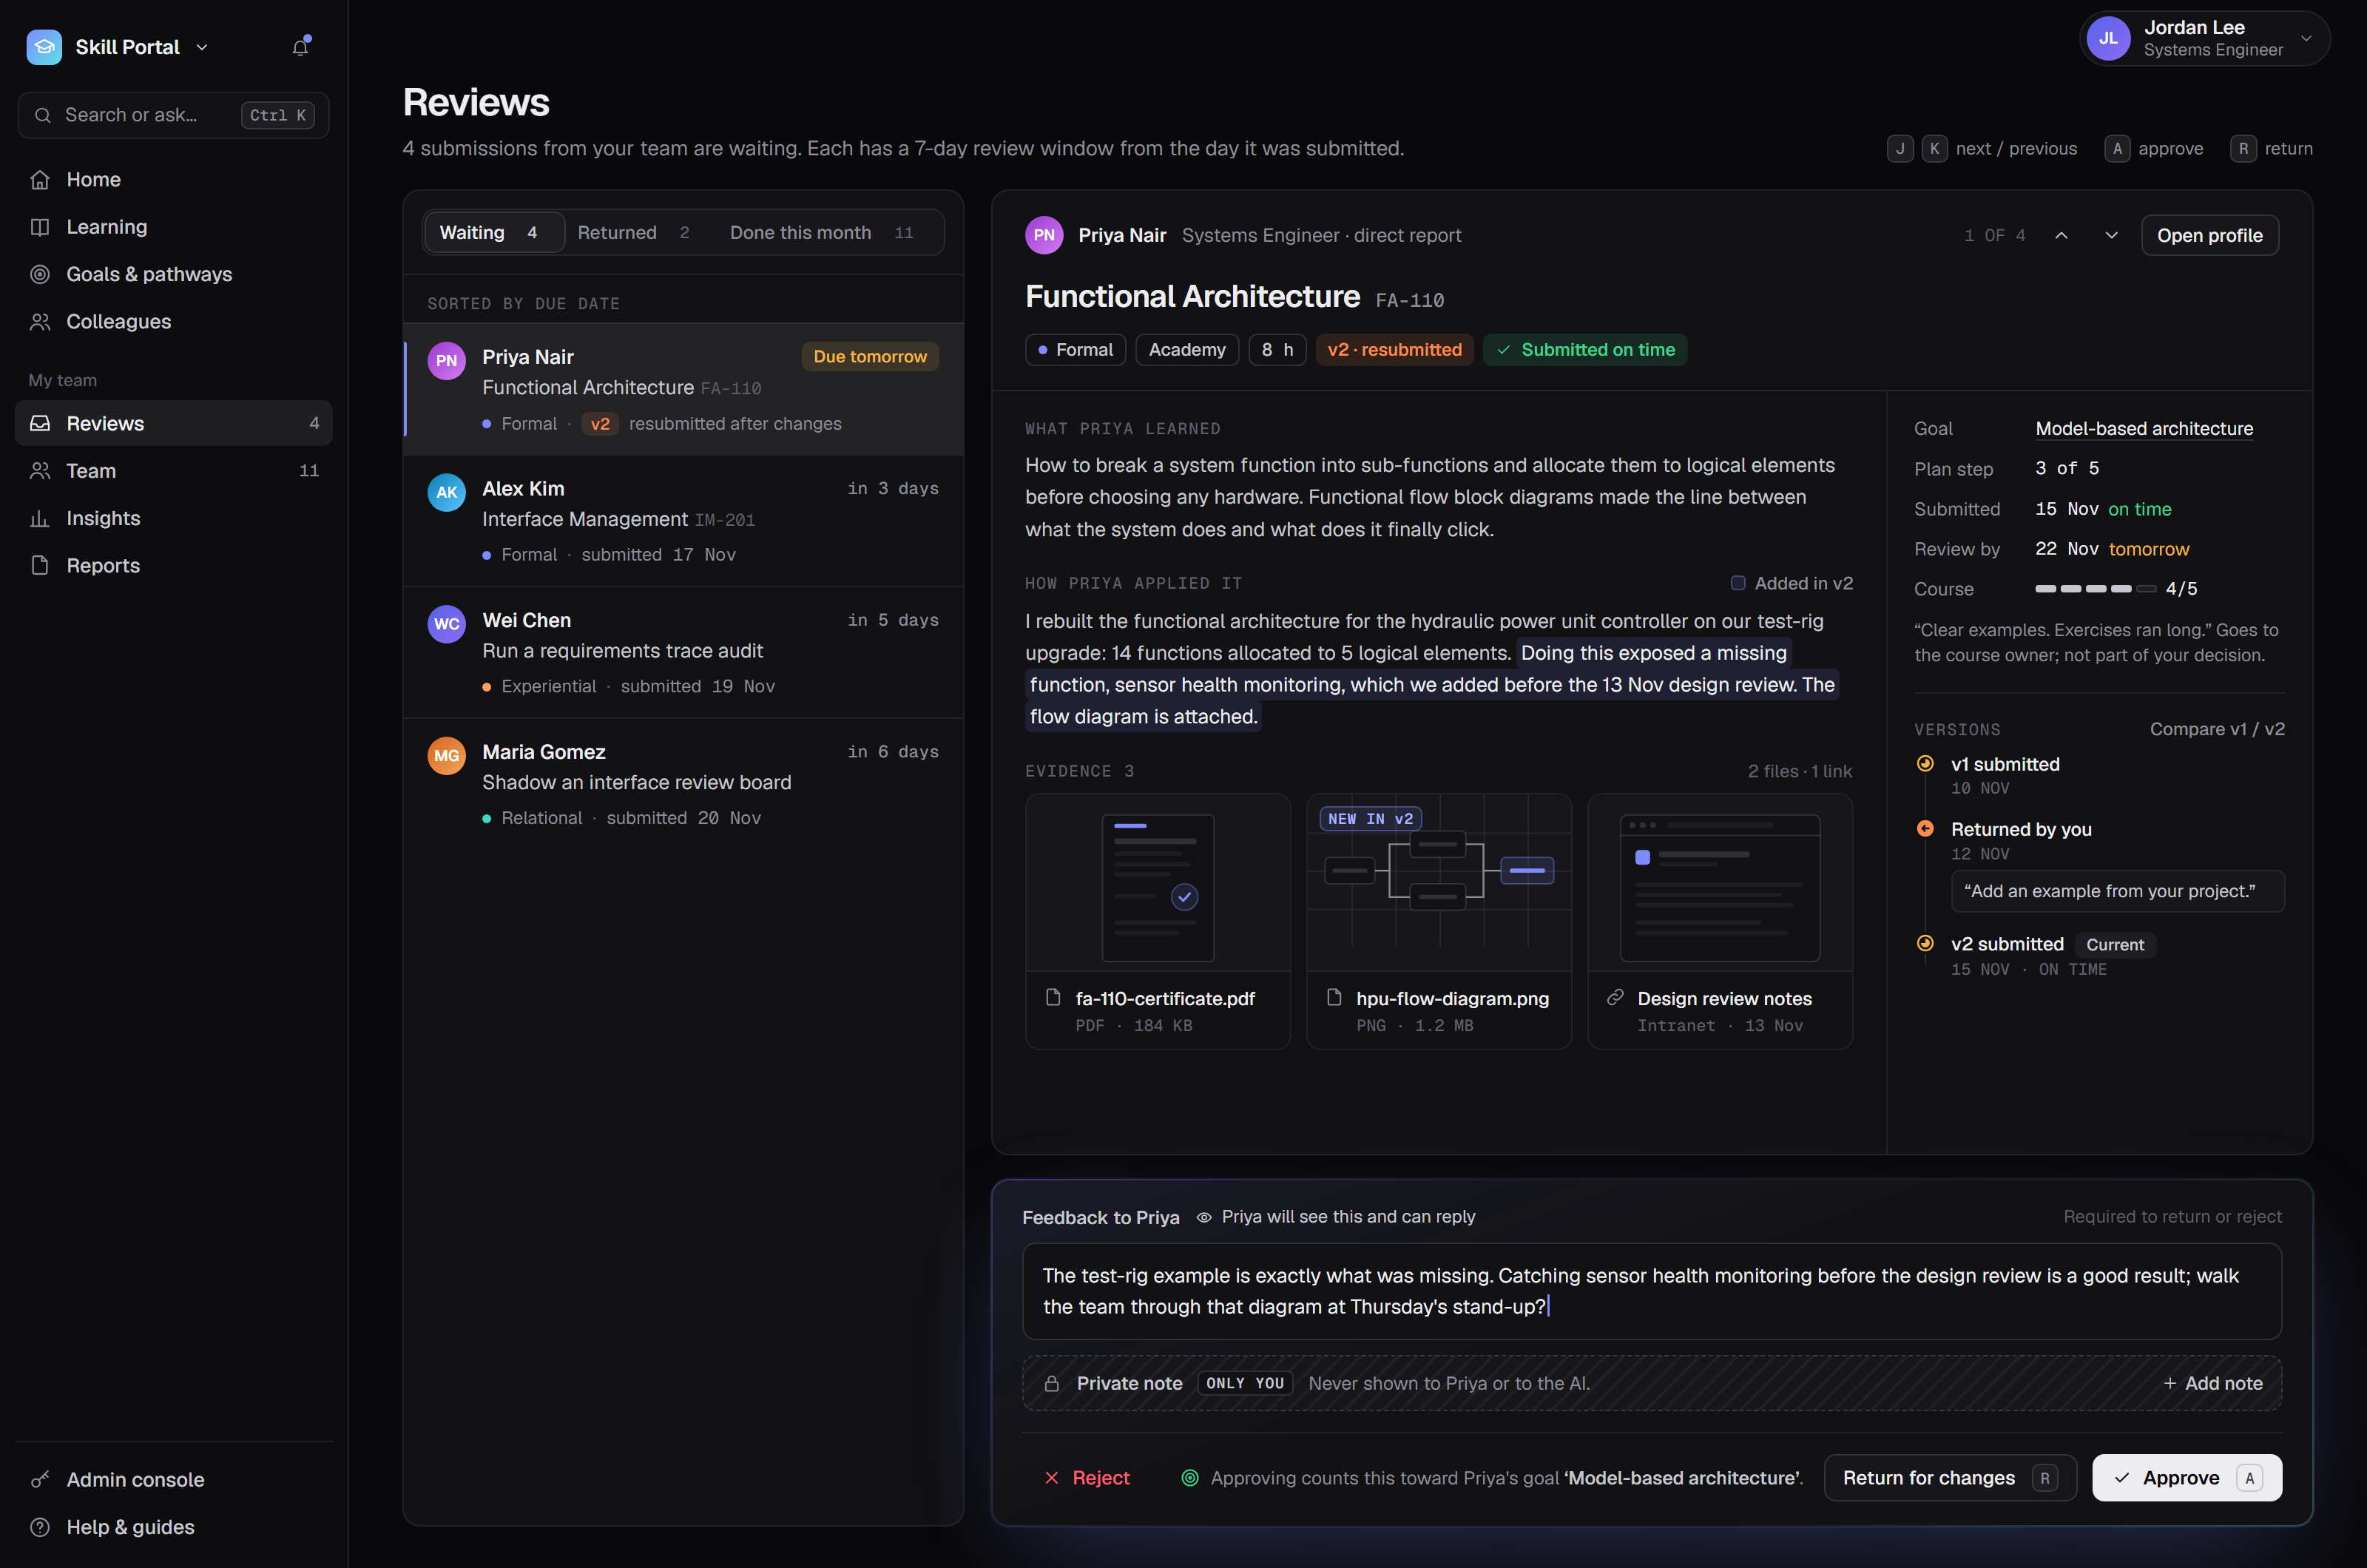 Skill Portal
Search or ask...
Ctrl K
Home
Learning
Goals & pathways
Colleagues
My team
Reviews 4
Team 11
Insights
Reports
Admin console
Help & guides
JL
Jordan Lee
Systems Engineer
Reviews
4 submissions from your team are waiting. Each has a 7-day review window from the day it was submitted.
J K next / previous A approve R return
Waiting 4 Returned 2 Done this month 11
SORTED BY DUE DATE
PN Priya Nair Due tomorrow
Functional Architecture FA-110
Formal · v2 resubmitted after changes
AK Alex Kim in 3 days
Interface Management IM-201
Formal · submitted 17 Nov
WC Wei Chen in 5 days
Run a requirements trace audit
Experiential · submitted 19 Nov
MG Maria Gomez in 6 days
Shadow an interface review board
Relational · submitted 20 Nov
PN Priya Nair Systems Engineer · direct report 1 OF 4 Open profile
Functional Architecture FA-110
Formal Academy 8 h v2 · resubmitted Submitted on time
WHAT PRIYA LEARNED
How to break a system function into sub-functions and allocate them to logical elements
before choosing any hardware. Functional flow block diagrams made the line between
what the system does and what does it finally click.
HOW PRIYA APPLIED IT Added in v2
I rebuilt the functional architecture for the hydraulic power unit controller on our test-rig
upgrade: 14 functions allocated to 5 logical elements. Doing this exposed a missing
function, sensor health monitoring, which we added before the 13 Nov design review. The
flow diagram is attached.
EVIDENCE 3 2 files · 1 link
NEW IN v2
fa-110-certificate.pdf
PDF · 184 KB
hpu-flow-diagram.png
PNG · 1.2 MB
Design review notes
Intranet · 13 Nov
Goal Model-based architecture
Plan step 3 of 5
Submitted 15 Nov on time
Review by 22 Nov tomorrow
Course 4/5
“Clear examples. Exercises ran long.” Goes to
the course owner; not part of your decision.
VERSIONS Compare v1 / v2
v1 submitted
10 NOV
Returned by you
12 NOV
“Add an example from your project.”
v2 submitted Current
15 NOV · ON TIME
Feedback to Priya Priya will see this and can reply Required to return or reject
The test-rig example is exactly what was missing. Catching sensor health monitoring before the design review is a good result; walk
the team through that diagram at Thursday's stand-up?
Private note ONLY YOU Never shown to Priya or to the AI. + Add note
Reject Approving counts this toward Priya's goal ‘Model-based architecture’. Return for changes R Approve A